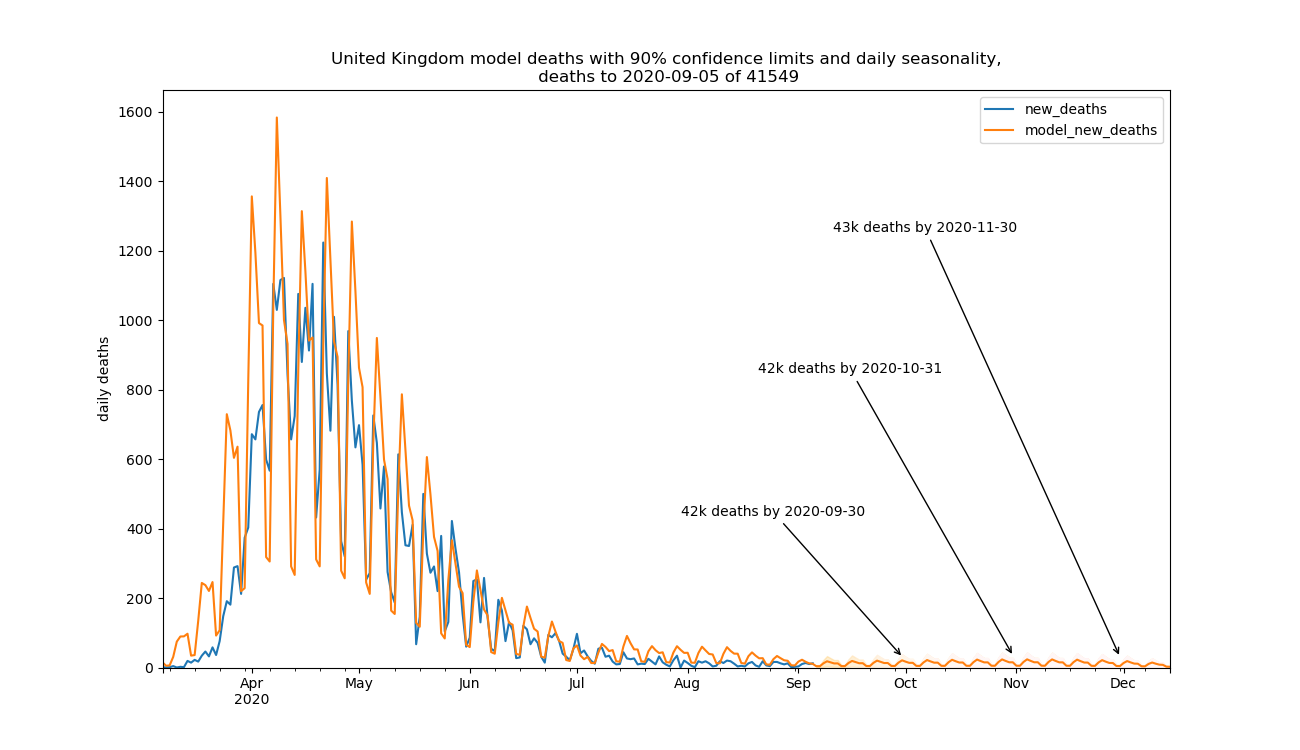 United Kingdom model deaths with 90% confidence limits and daily seasonality,
deaths to 2020-09-05 of 41549
new_deaths
model_new_deaths
daily deaths
1600
1400
1200
1000
800
600
400
200
0
43k deaths by 2020-11-30
42k deaths by 2020-10-31
42k deaths by 2020-09-30
Apr May Jun Jul Aug Sep Oct Nov Dec
2020